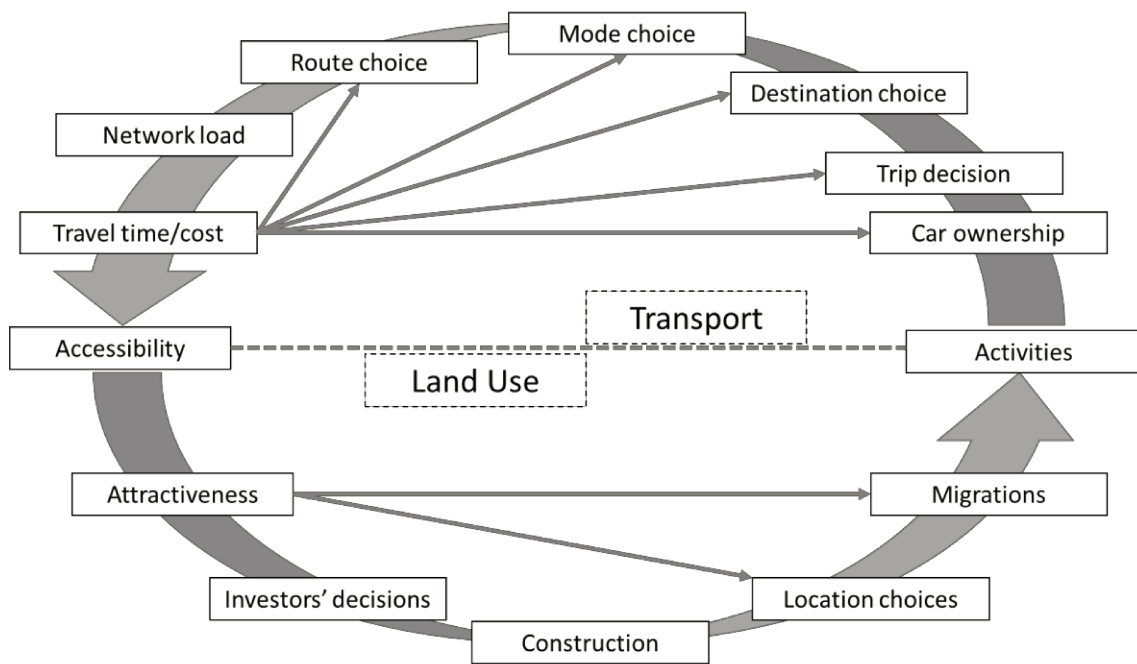 Mode choice
Route choice
Destination choice
Network load
Trip decision
Travel time/cost
Car ownership
Transport
Accessibility
Activities
Land Use
Attractiveness
Migrations
Investors' decisions
Location choices
Construction